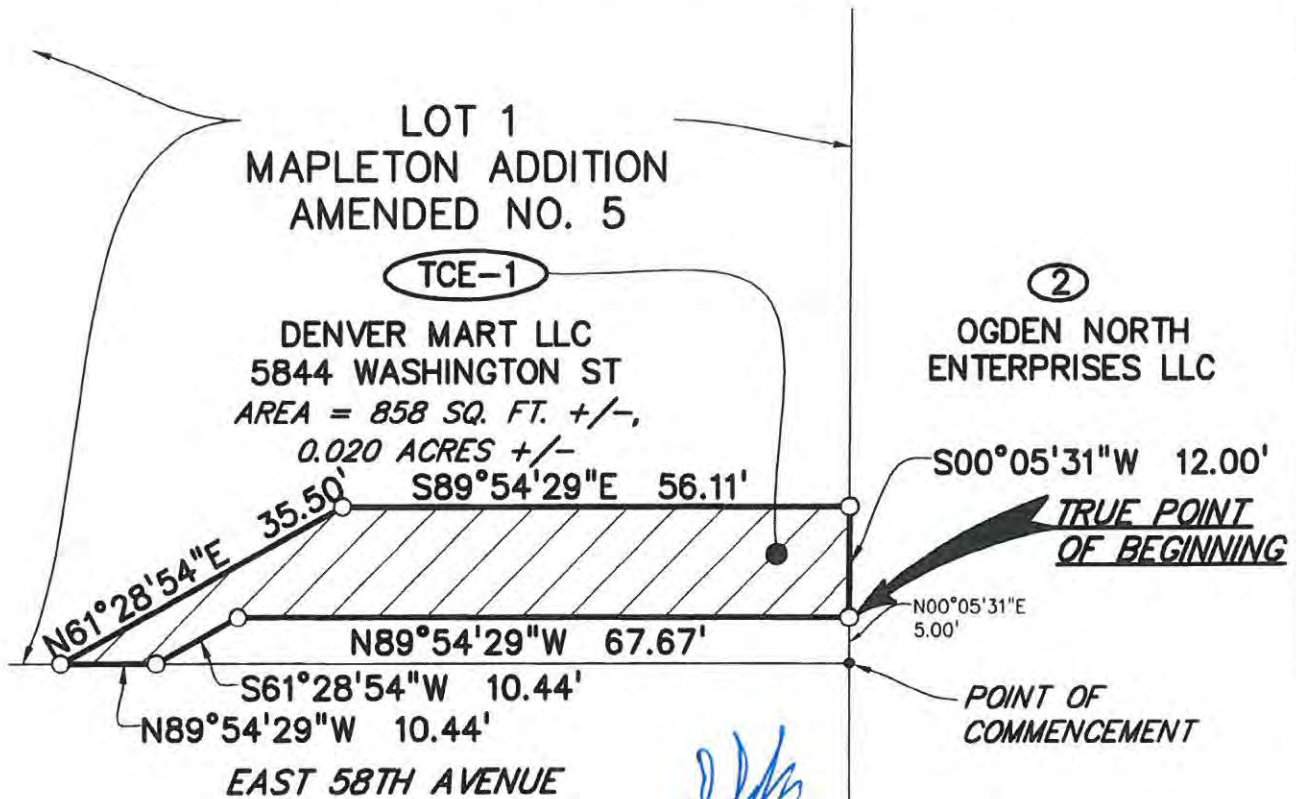 LOT 1
MAPLETON ADDITION
AMENDED NO. 5
TCE-1
DENVER MART LLC
5844 WASHINGTON ST
AREA = 858 SQ. FT. +/-,
0.020 ACRES +/-
2
OGDEN NORTH
ENTERPRISES LLC
S00°05'31"W 12.00'
TRUE POINT
OF BEGINNING
N61°28'54"E 35.50'
S89°54'29"E 56.11'
N00°05'31"E
5.00'
N89°54'29"W 67.67'
S61°28'54"W 10.44'
N89°54'29"W 10.44'
POINT OF
COMMENCEMENT
EAST 58TH AVENUE